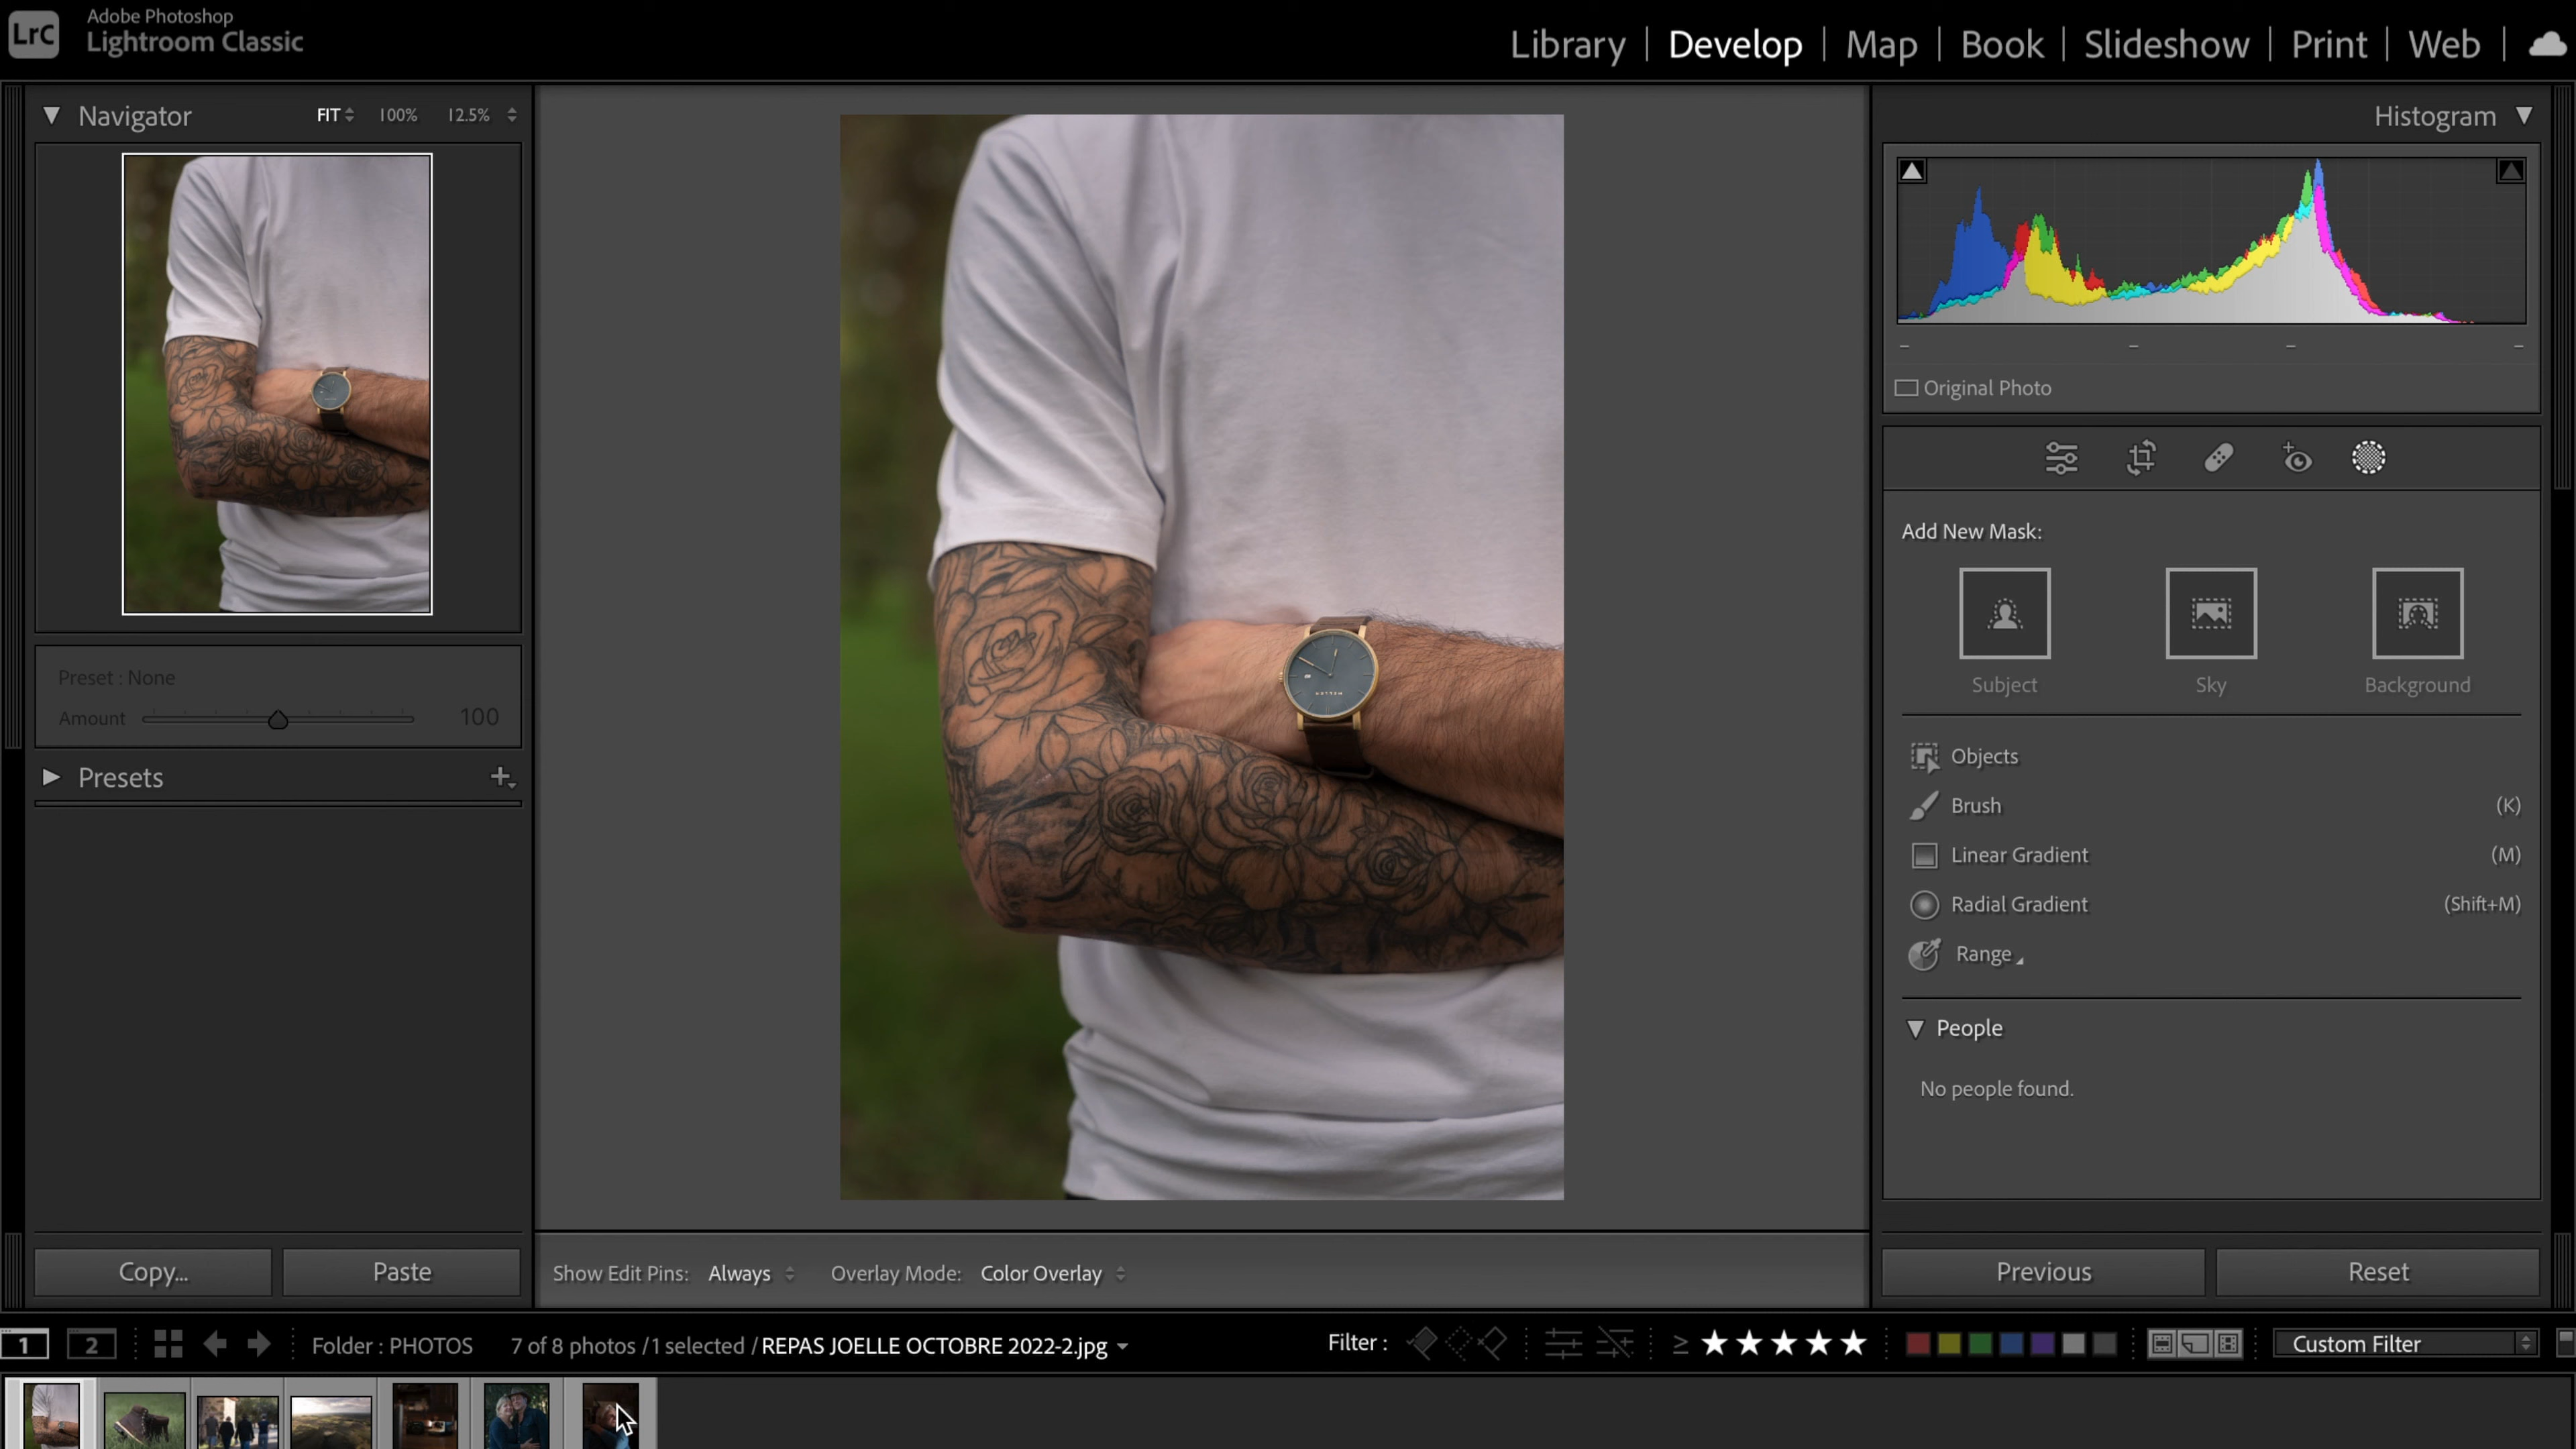 LrC
Adobe Photoshop
Lightroom Classic
Library | Develop | Map | Book | Slideshow | Print | Web |
Navigator FIT 100% 12.5%
Histogram
Original Photo
Add New Mask:
Subject Sky Background
Preset : None
Amount 100
Presets
Objects
Brush (K)
Linear Gradient (M)
Radial Gradient (Shift+M)
Range
People
No people found.
Copy... Paste
Show Edit Pins: Always Overlay Mode: Color Overlay
Previous Reset
1 2 Folder : PHOTOS 7 of 8 photos /1 selected / REPAS JOELLE OCTOBRE 2022-2.jpg Filter : ≥ ★★★★★ Custom Filter